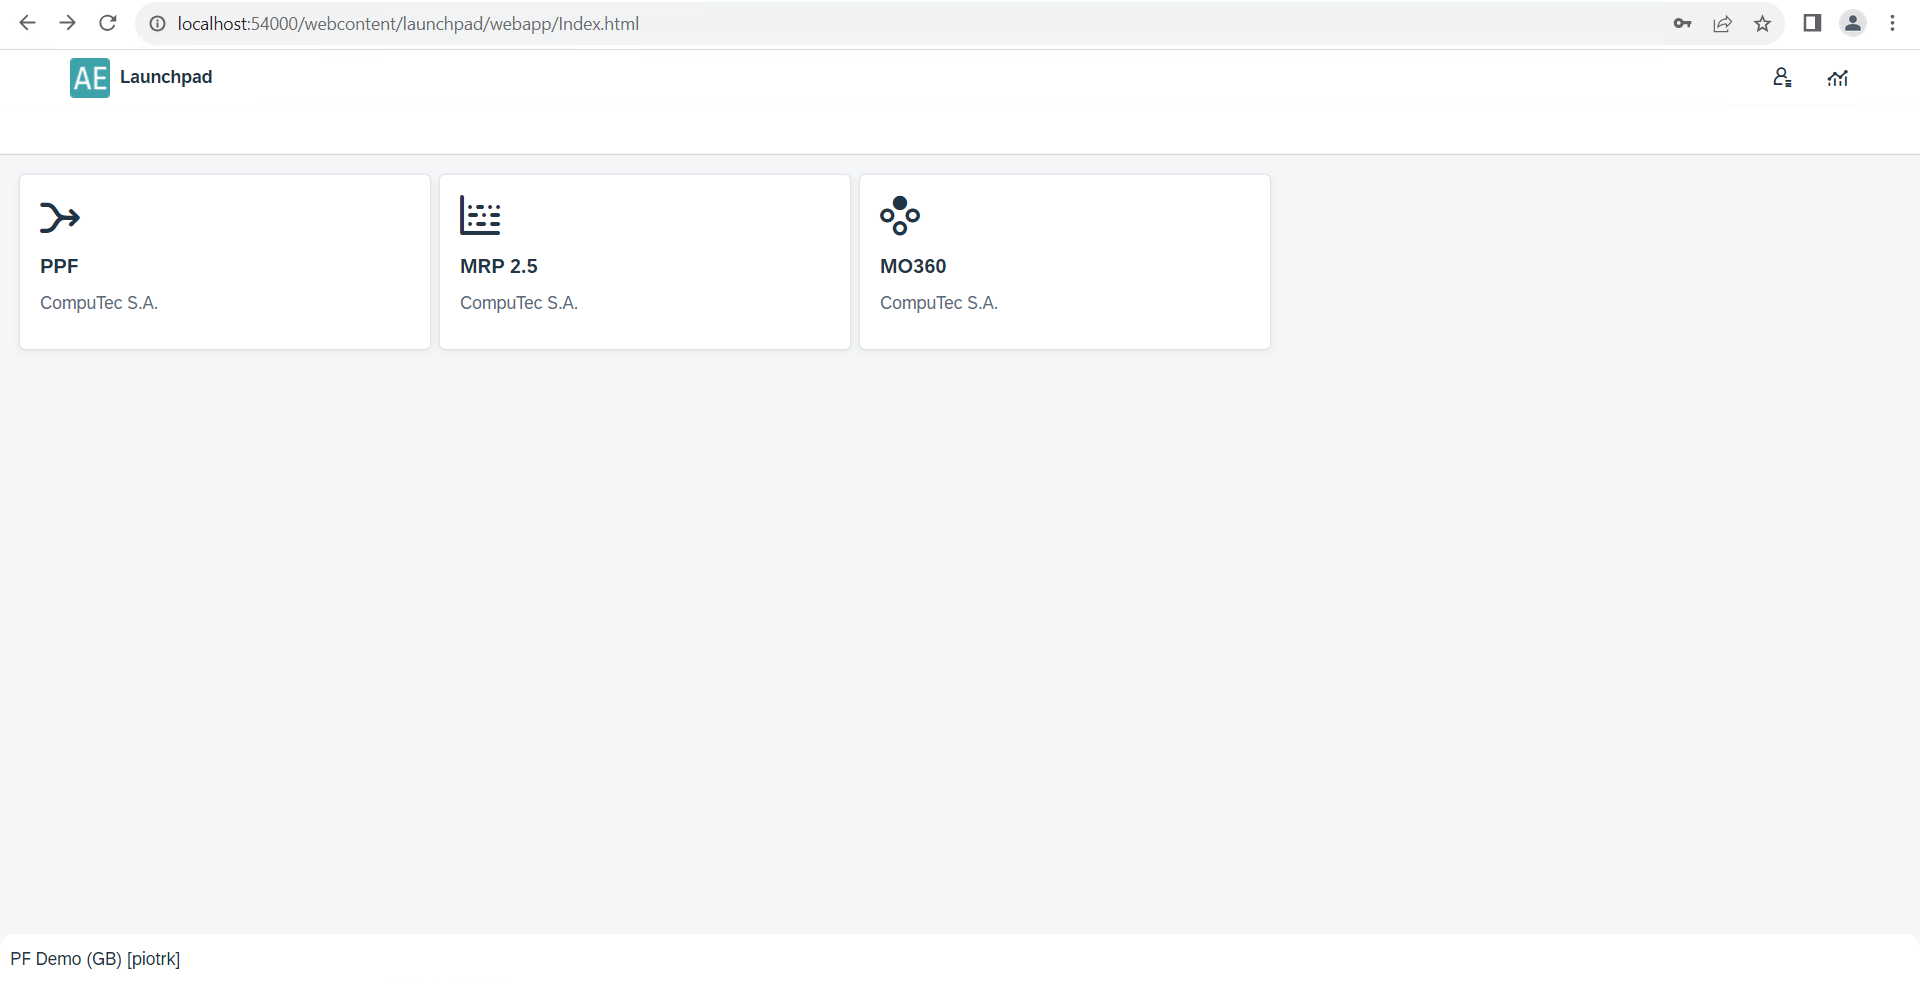 localhost:54000/webcontent/launchpad/webapp/Index.html
AE Launchpad
PPF
CompuTec S.A.
MRP 2.5
CompuTec S.A.
MO360
CompuTec S.A.
PF Demo (GB) [piotrk]